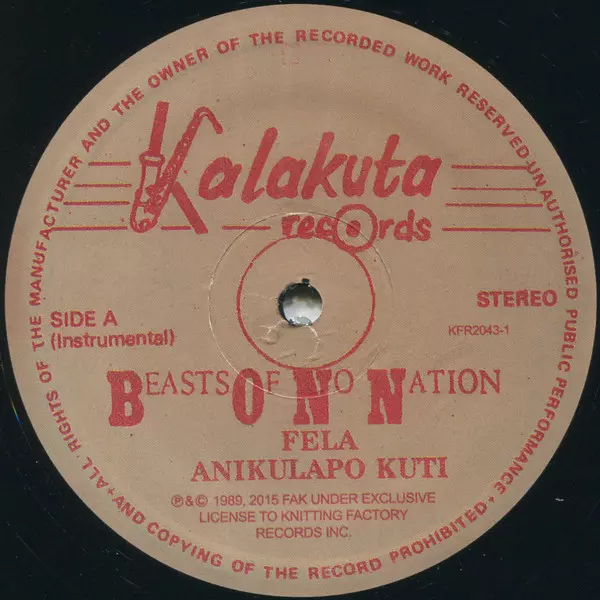 ALL RIGHTS OF THE MANUFACTURER AND THE OWNER OF THE RECORDED WORK RESERVED UNAUTHORISED PUBLIC PERFORMANCE + AND COPYING OF THE RECORD PROHIBITED +
Kalakuta
records
SIDE A
(Instrumental)
STEREO
KFR2043-1
BEASTS OF NO NATION
FELA
ANIKULAPO KUTI
℗&© 1989, 2015 FAK UNDER EXCLUSIVE
LICENSE TO KNITTING FACTORY
RECORDS INC.